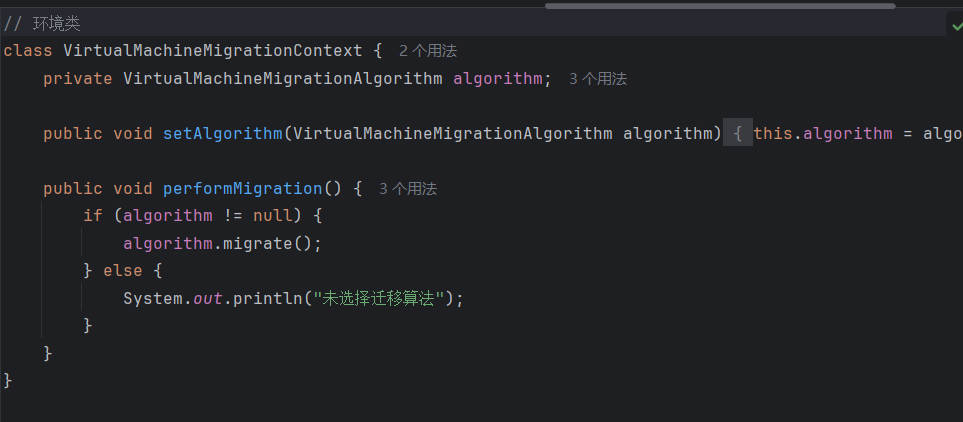 // 环境类
class VirtualMachineMigrationContext { 2 个用法
private VirtualMachineMigrationAlgorithm algorithm; 3 个用法
public void setAlgorithm(VirtualMachineMigrationAlgorithm algorithm) { this.algorithm = algo
public void performMigration() { 3 个用法
if (algorithm != null) {
algorithm.migrate();
} else {
System.out.println("未选择迁移算法");
}
}
}